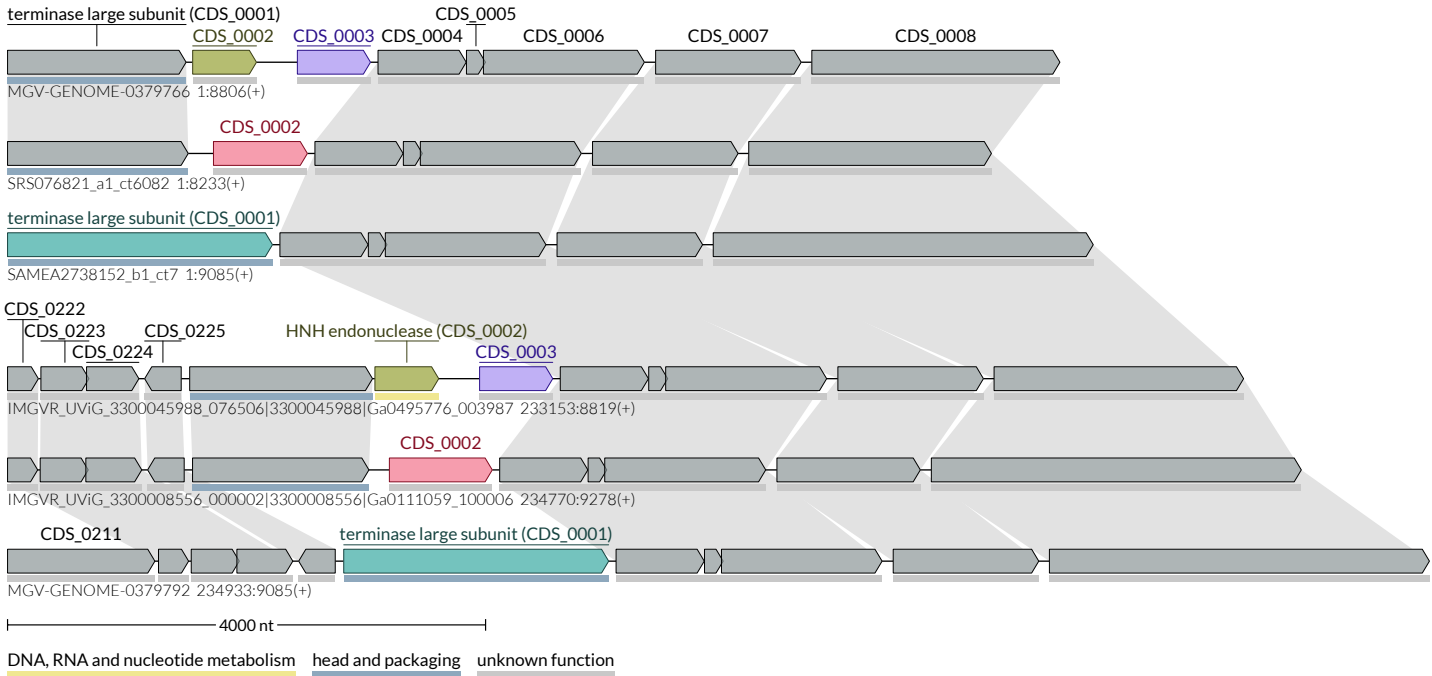 terminase large subunit (CDS_0001) CDS_0005
CDS_0002 CDS_0003 CDS_0004 CDS_0006 CDS_0007 CDS_0008
MGV-GENOME-0379766 1:8806(+)
CDS_0002
SRS076821_a1_ct6082 1:8233(+)
terminase large subunit (CDS_0001)
SAMEA2738152_b1_ct7 1:9085(+)
CDS_0222
CDS_0223 CDS_0225 HNH endonuclease (CDS_0002)
CDS_0224 CDS_0003
IMGVR_UViG_3300045988_076506|3300045988|Ga0495776_003987 233153:8819(+)
CDS_0002
IMGVR_UViG_3300008556_000002|3300008556|Ga0111059_100006 234770:9278(+)
CDS_0211 terminase large subunit (CDS_0001)
MGV-GENOME-0379792 234933:9085(+)
4000 nt
DNA, RNA and nucleotide metabolism head and packaging unknown function